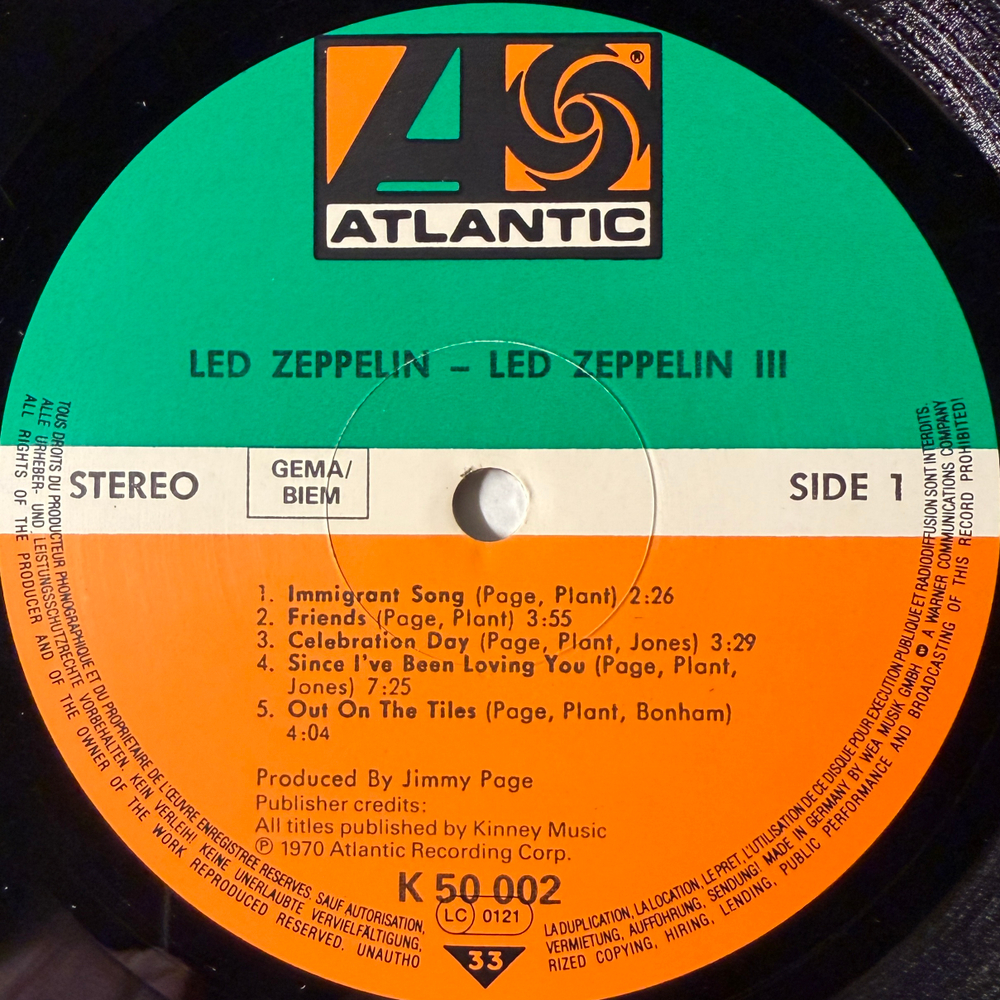 ®
ATLANTIC
LED ZEPPELIN – LED ZEPPELIN III
STEREO
GEMA/
BIEM
SIDE 1
1. Immigrant Song (Page, Plant) 2:26
2. Friends (Page, Plant) 3:55
3. Celebration Day (Page, Plant, Jones) 3:29
4. Since I've Been Loving You (Page, Plant,
Jones) 7:25
5. Out On The Tiles (Page, Plant, Bonham)
4:04
Produced By Jimmy Page
Publisher credits:
All titles published by Kinney Music
℗ 1970 Atlantic Recording Corp.
K 50 002
LC 0121
33
TOUS DROITS DU PRODUCTEUR PHONOGRAPHIQUE ET DU PROPRIETAIRE DE L'ŒUVRE ENREGISTREE RESERVES. SAUF AUTORISATION, LA DUPLICATION, LA LOCATION, LE PRET, L'UTILISATION DE CE DISQUE POUR EXECUTION PUBLIQUE ET RADIODIFFUSION SONT INTERDITS.
ALLE URHEBER- UND LEISTUNGSSCHUTZRECHTE VORBEHALTEN. KEIN VERLEIH! KEINE UNERLAUBTE VERVIELFÄLTIGUNG, VERMIETUNG, AUFFÜHRUNG, SENDUNG! MADE IN GERMANY BY WEA MUSIK GMBH A WARNER COMMUNICATIONS COMPANY
ALL RIGHTS OF THE PRODUCER AND OF THE OWNER OF THE WORK REPRODUCED RESERVED. UNAUTHORIZED COPYING, HIRING, LENDING, PUBLIC PERFORMANCE AND BROADCASTING OF THIS RECORD PROHIBITED!